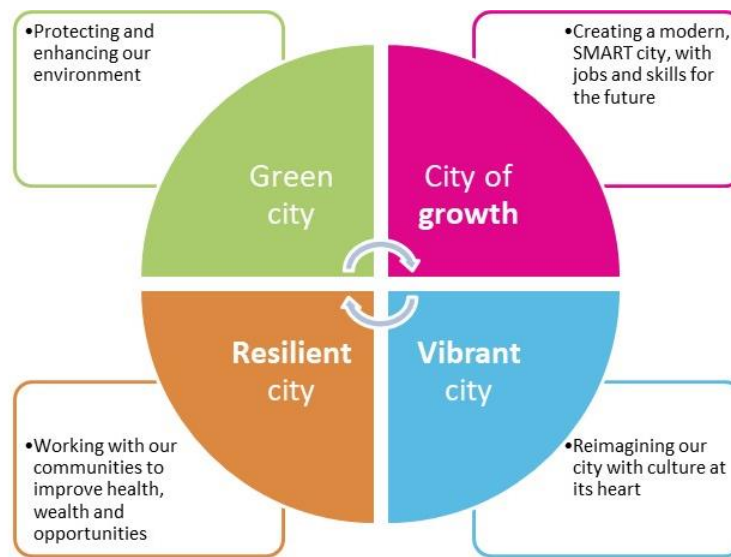 •Protecting and
enhancing our
environment
•Creating a modern,
SMART city, with
jobs and skills for
the future
Green
city
City of
growth
Resilient
city
Vibrant
city
•Working with our
communities to
improve health,
wealth and
opportunities
•Reimagining our
city with culture at
its heart